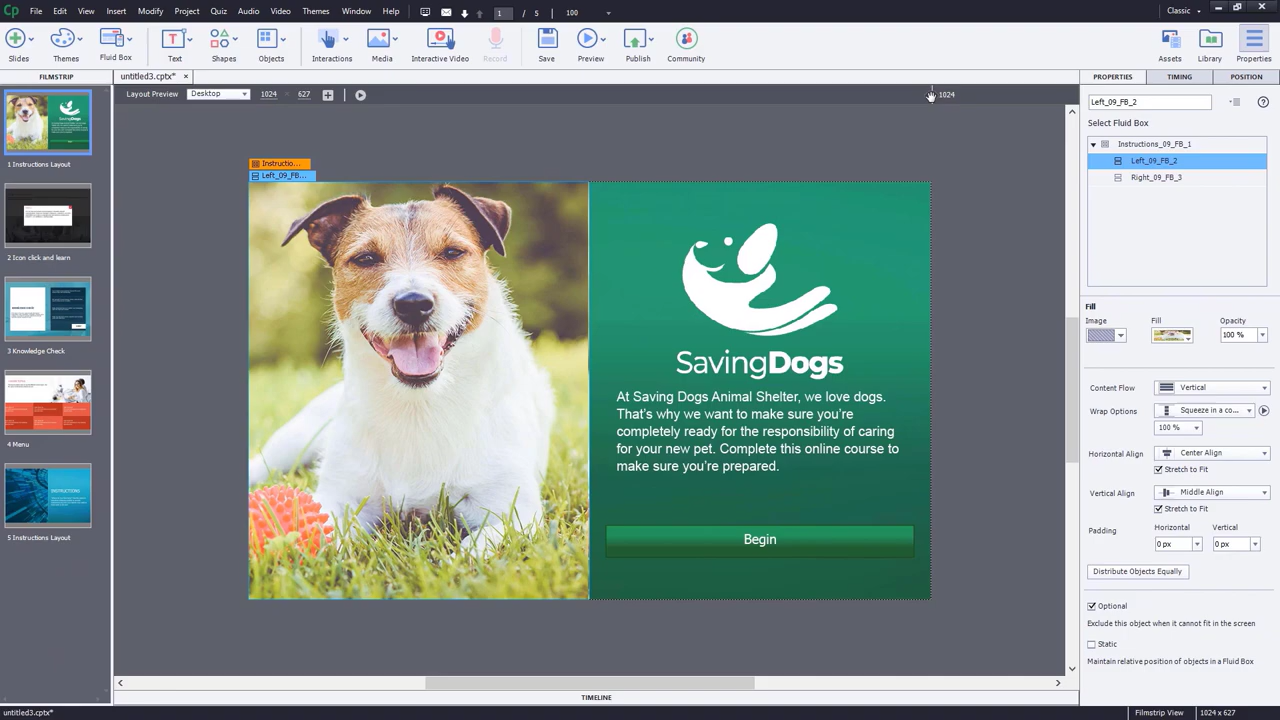 Cp File Edit View Insert Modify Project Quiz Audio Video Themes Window Help 1 / 5 100 Classic
Slides Themes Fluid Box Text Shapes Objects Interactions Media Interactive Video Record Save Preview Publish Community Assets Library Properties
FILMSTRIP untitled3.cptx* × PROPERTIES TIMING POSITION
Layout Preview Desktop 1024 × 627 1024
Left_09_FB_2
Select Fluid Box
Instructions_09_FB_1
Left_09_FB_2
Right_09_FB_3
1 Instructions Layout
2 Icon click and learn
3 Knowledge Check
4 Menu
5 Instructions Layout
INSTRUCTIONS
Instructio...
Left_09_FB...
SavingDogs
At Saving Dogs Animal Shelter, we love dogs.
That's why we want to make sure you're
completely ready for the responsibility of caring
for your new pet. Complete this online course to
make sure you're prepared.
Begin
Fill
Image Fill Opacity
100 %
Content Flow Vertical
Wrap Options Squeeze in a co...
100 %
Horizontal Align Center Align
Stretch to Fit
Vertical Align Middle Align
Stretch to Fit
Padding Horizontal Vertical
0 px 0 px
Distribute Objects Equally
Optional
Exclude this object when it cannot fit in the screen
Static
Maintain relative position of objects in a Fluid Box
TIMELINE
untitled3.cptx* Filmstrip View 1024 x 627